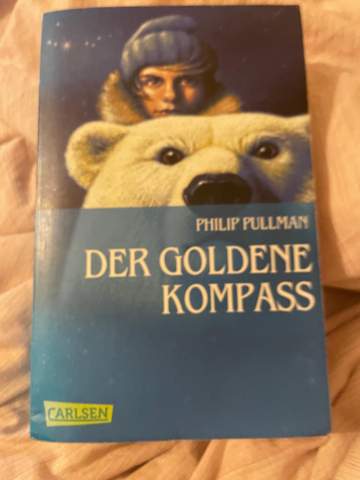 PHILIP PULLMAN
DER GOLDENE
KOMPASS
CARLSEN